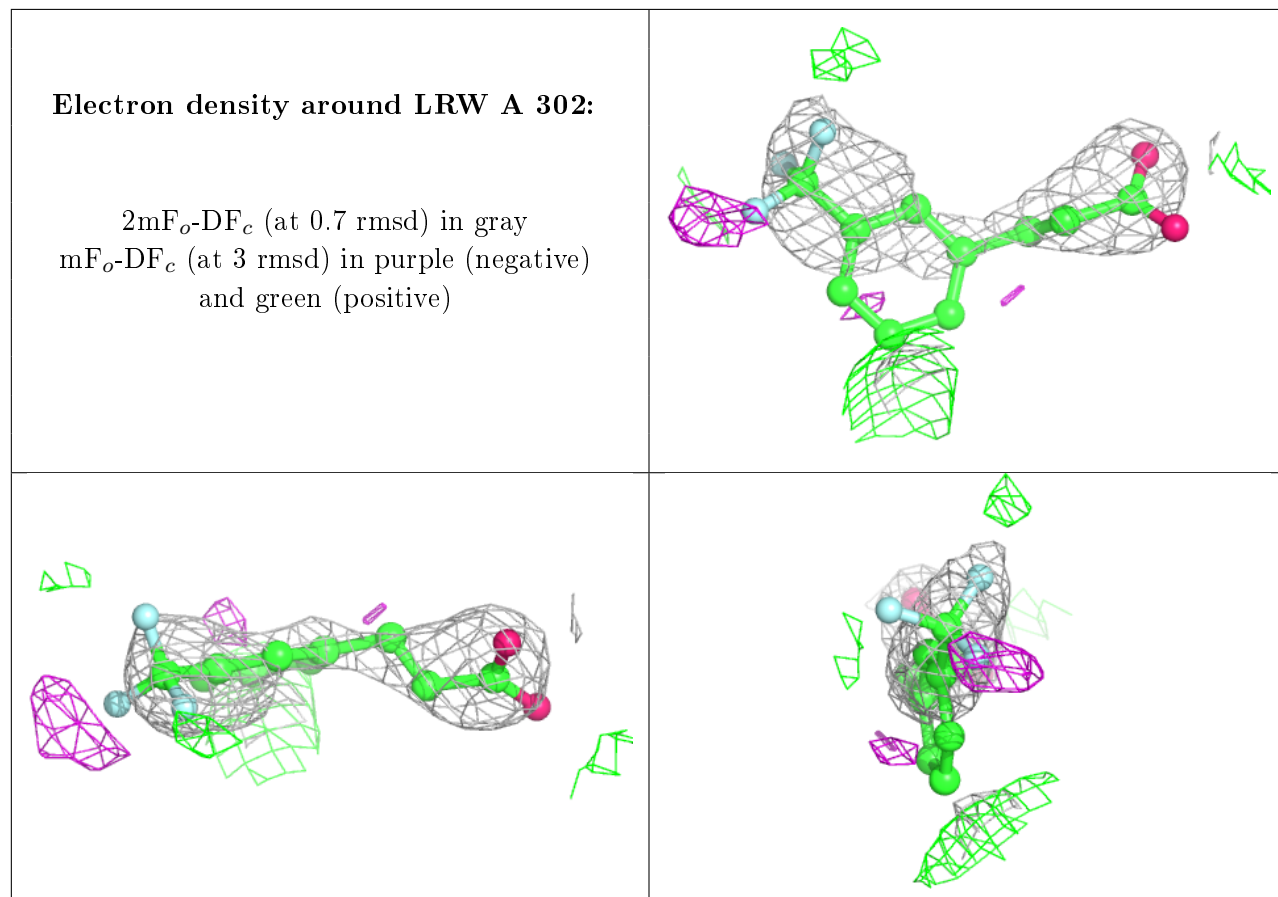 Electron density around LRW A 302:
2mFo-DFc (at 0.7 rmsd) in gray
mFo-DFc (at 3 rmsd) in purple (negative)
and green (positive)